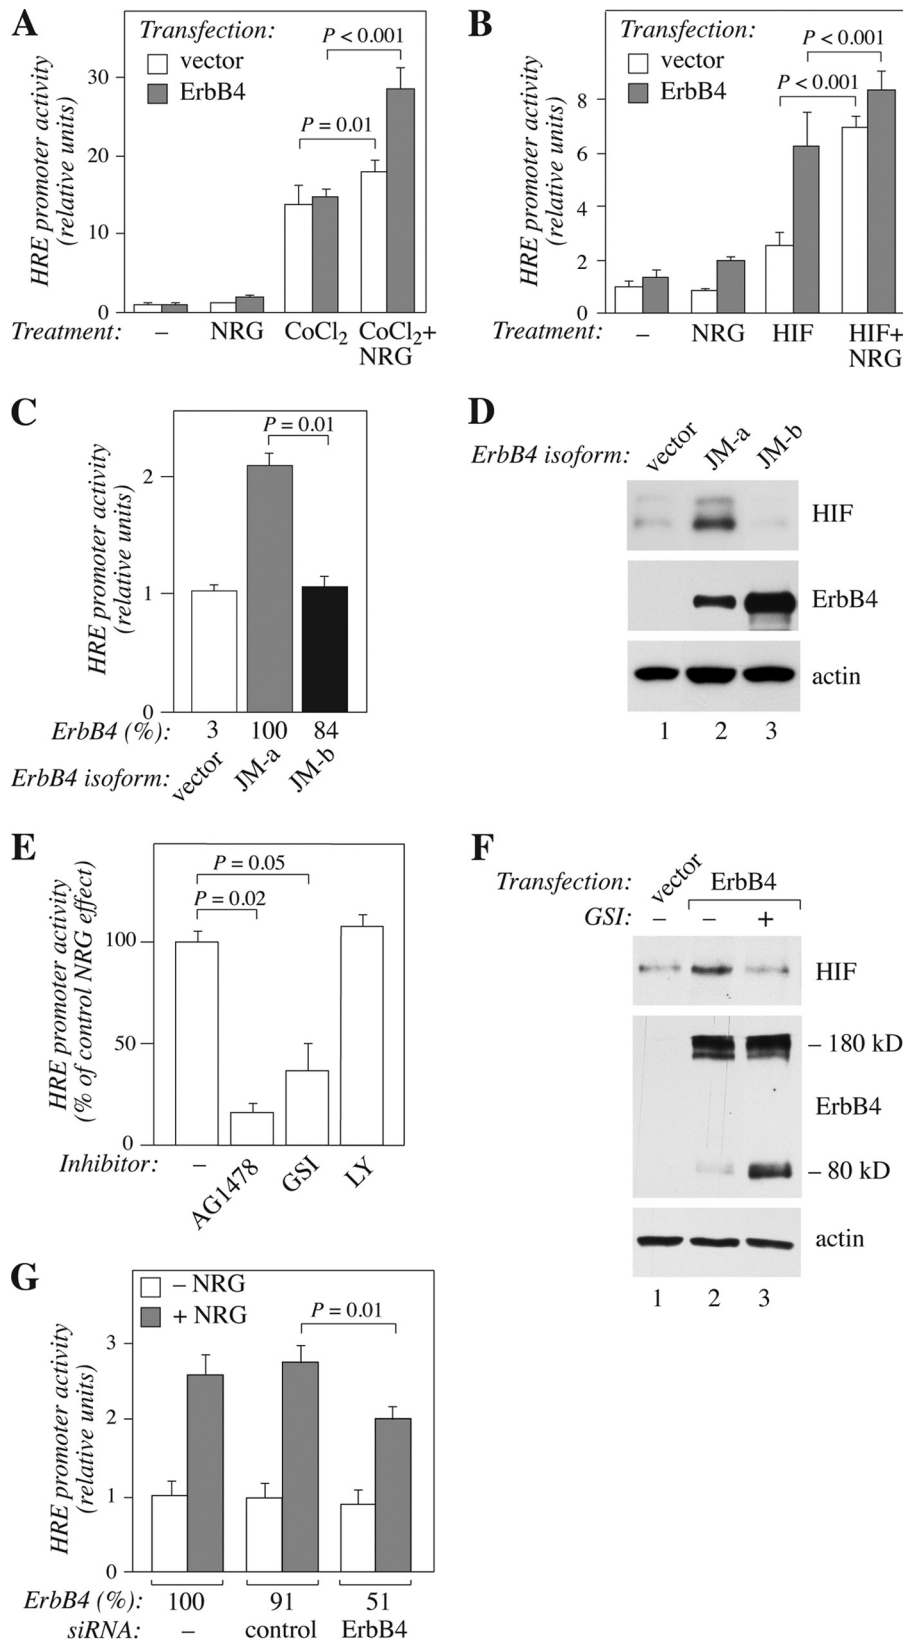 A
HRE promoter activity
(relative units)
Transfection:
vector
ErbB4
P < 0.001
P = 0.01
30
20
10
0
Treatment:
–
NRG
CoCl2
CoCl2+
NRG
B
HRE promoter activity
(relative units)
Transfection:
vector
ErbB4
P < 0.001
P < 0.001
8
6
4
2
0
Treatment:
–
NRG
HIF
HIF+
NRG
C
HRE promoter activity
(relative units)
P = 0.01
2
1
0
ErbB4 (%): 3 100 84
ErbB4 isoform: vector JM-a JM-b
D
ErbB4 isoform: vector JM-a JM-b
HIF
ErbB4
actin
1 2 3
E
HRE promoter activity
(% of control NRG effect)
P = 0.05
P = 0.02
100
50
0
Inhibitor: – AG1478 GSI LY
F
Transfection: vector ErbB4
GSI: – – +
HIF
– 180 kD
ErbB4
– 80 kD
actin
1 2 3
G
HRE promoter activity
(relative units)
– NRG
+ NRG
P = 0.01
3
2
1
0
ErbB4 (%): 100 91 51
siRNA: – control ErbB4